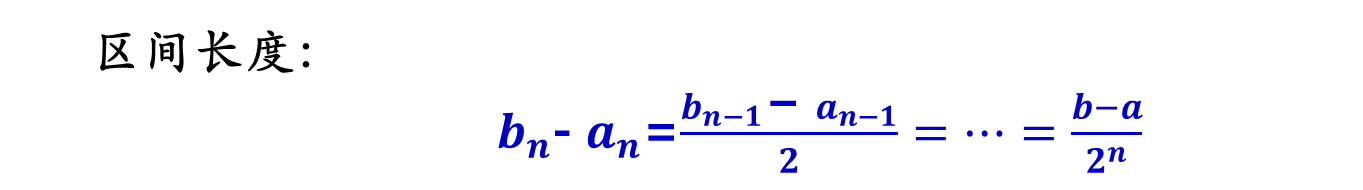 区间长度:
bₙ- aₙ=(bₙ₋₁− aₙ₋₁)/2 = ⋯ = (b−a)/2ⁿ